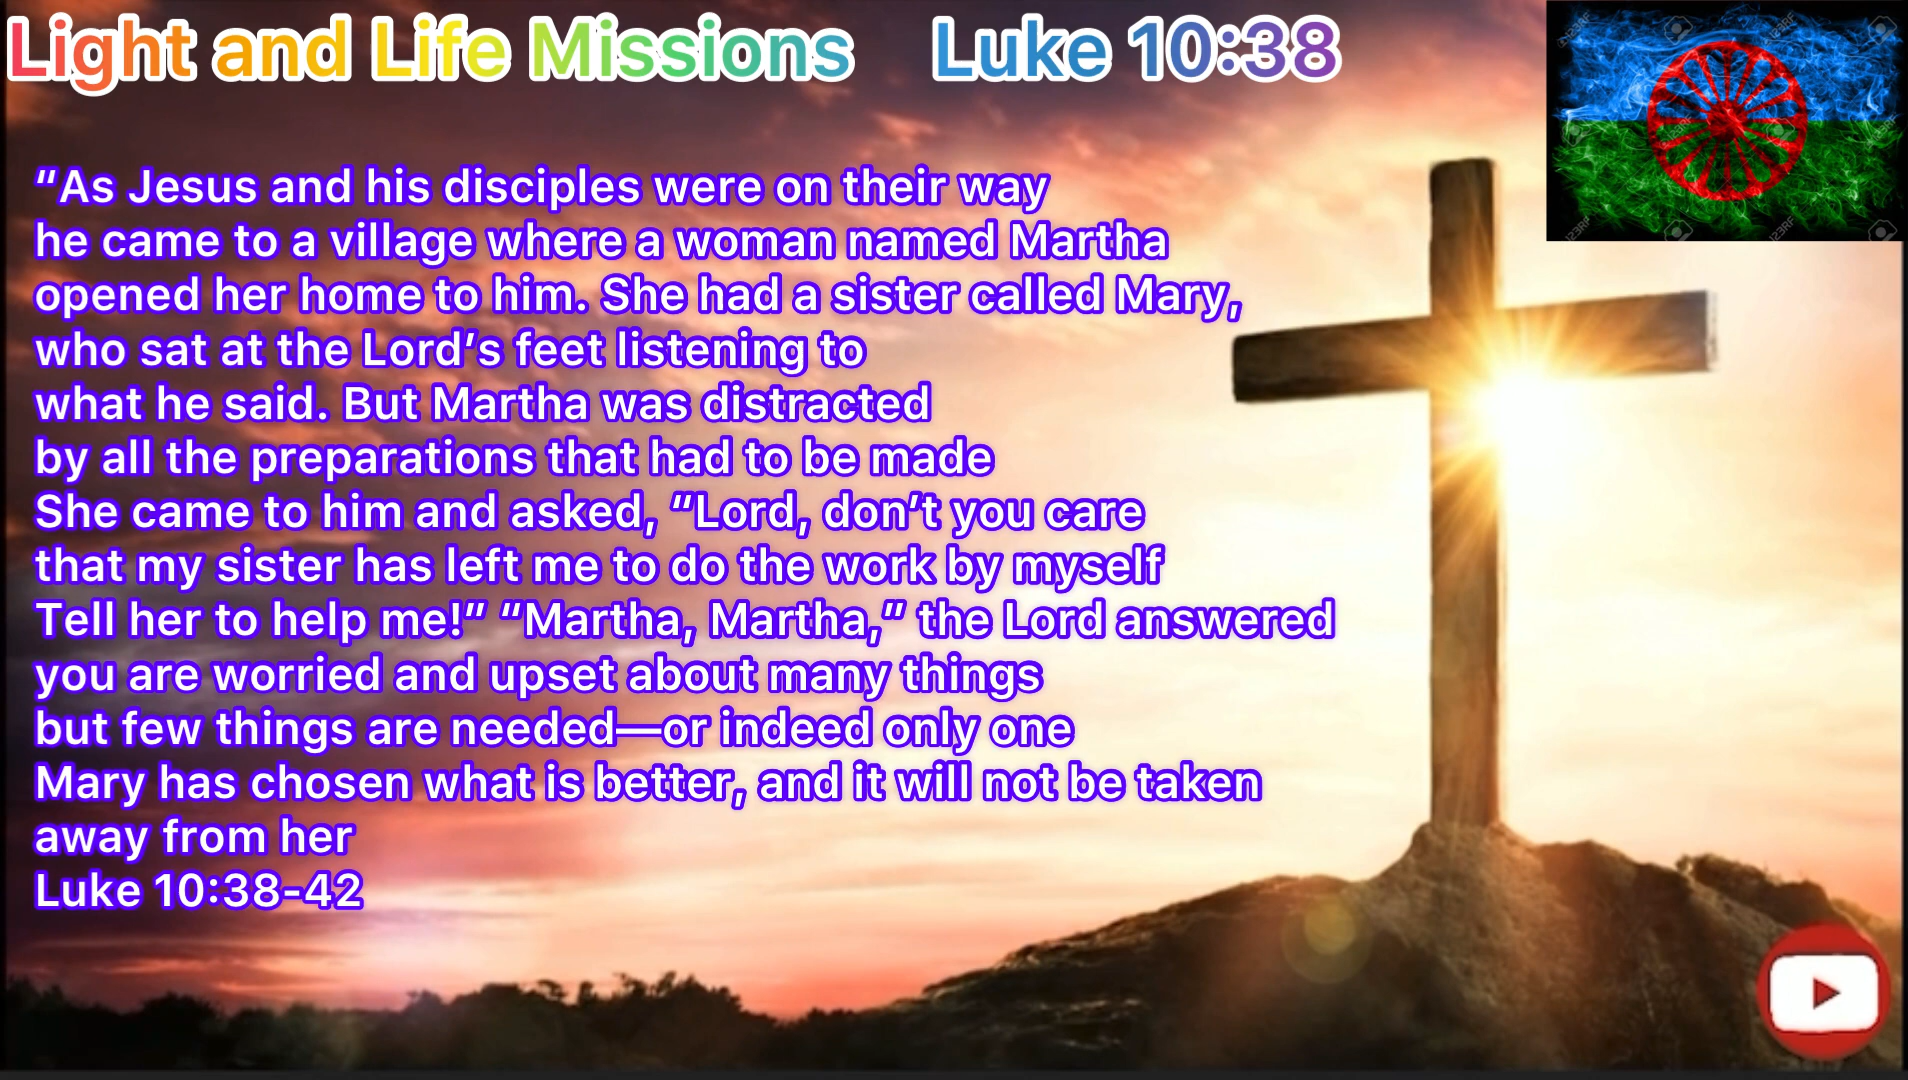 Light and Life Missions Luke 10:38
“As Jesus and his disciples were on their way
he came to a village where a woman named Martha
opened her home to him. She had a sister called Mary,
who sat at the Lord’s feet listening to
what he said. But Martha was distracted
by all the preparations that had to be made
She came to him and asked, “Lord, don’t you care
that my sister has left me to do the work by myself
Tell her to help me!” “Martha, Martha,” the Lord answered
you are worried and upset about many things
but few things are needed—or indeed only one
Mary has chosen what is better, and it will not be taken
away from her
Luke 10:38-42
123RF
123RF
123RF
123RF